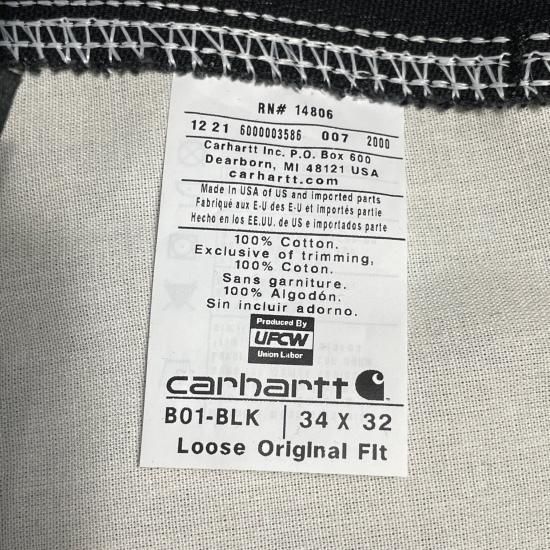 RN# 14806
12 21 6000003586 007 2000
Carhartt Inc. P.O. Box 600
Dearborn, MI 48121 USA
carhartt.com
Made in USA of US and imported parts
Fabriqué aux E-U des E-U et importés partie
Hecho en los EE.UU. de US e importados parte
100% Cotton.
Exclusive of trimming,
100% Coton.
Sans garniture.
100% Algodón.
Sin incluir adorno.
Produced By
UFCW
Union Labor
carhartt
B01-BLK 34 X 32
Loose Original Fit